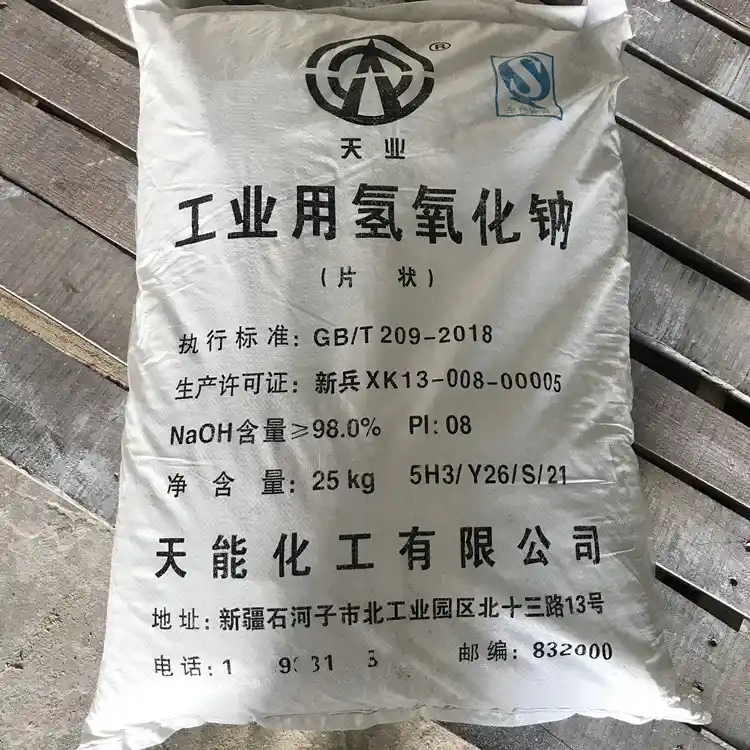 ®
天业
工业用氢氧化钠
(片 状)
执行标准: GB/T 209-2018
生产许可证: 新兵XK13-008-00005
NaOH含量≥98.0% PI: 08
净 含 量: 25 kg 5H3/Y26/S/21
天能化工有限公司
地址: 新疆石河子市北工业园区北十三路13号
电话: 邮编: 832000